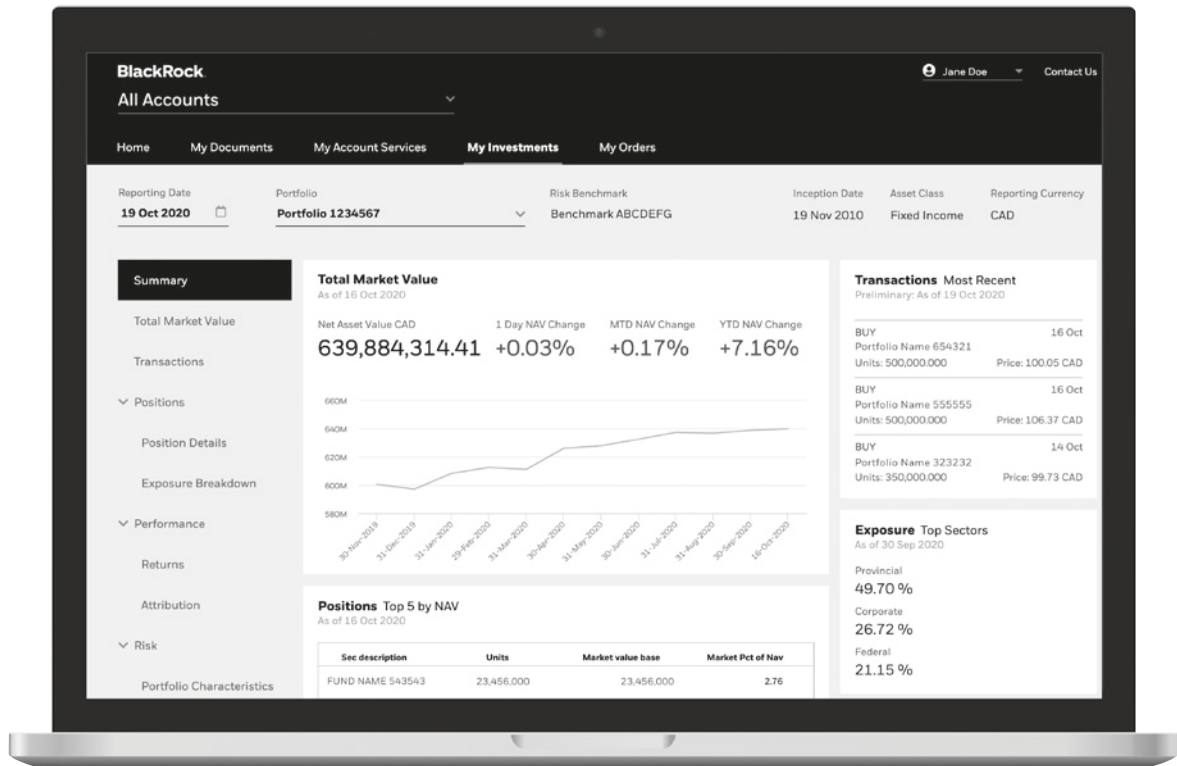 BlackRock
Jane Doe
Contact Us
All Accounts
Home My Documents My Account Services My Investments My Orders
Reporting Date Portfolio Risk Benchmark Inception Date Asset Class Reporting Currency
19 Oct 2020 Portfolio 1234567 Benchmark ABCDEFG 19 Nov 2010 Fixed Income CAD
Summary
Total Market Value
Transactions
Positions
Position Details
Exposure Breakdown
Performance
Returns
Attribution
Risk
Portfolio Characteristics
Total Market Value
As of 16 Oct 2020
Net Asset Value CAD 1 Day NAV Change MTD NAV Change YTD NAV Change
639,884,314.41 +0.03% +0.17% +7.16%
660M
640M
620M
600M
580M
30-Nov-2019 31-Dec-2019 31-Jan-2020 29-Feb-2020 31-Mar-2020 30-Apr-2020 31-May-2020 30-Jun-2020 31-Jul-2020 31-Aug-2020 30-Sep-2020 16-Oct-2020
Positions Top 5 by NAV
As of 16 Oct 2020
Sec description Units Market value base Market Pct of Nav
FUND NAME 543543 23,456,000 23,456,000 2.76
Transactions Most Recent
Preliminary: As of 19 Oct 2020
BUY 16 Oct
Portfolio Name 654321
Units: 500,000.000 Price: 100.05 CAD
BUY 16 Oct
Portfolio Name 555555
Units: 500,000.000 Price: 106.37 CAD
BUY 14 Oct
Portfolio Name 323232
Units: 350,000.000 Price: 99.73 CAD
Exposure Top Sectors
As of 30 Sep 2020
Provincial
49.70 %
Corporate
26.72 %
Federal
21.15 %